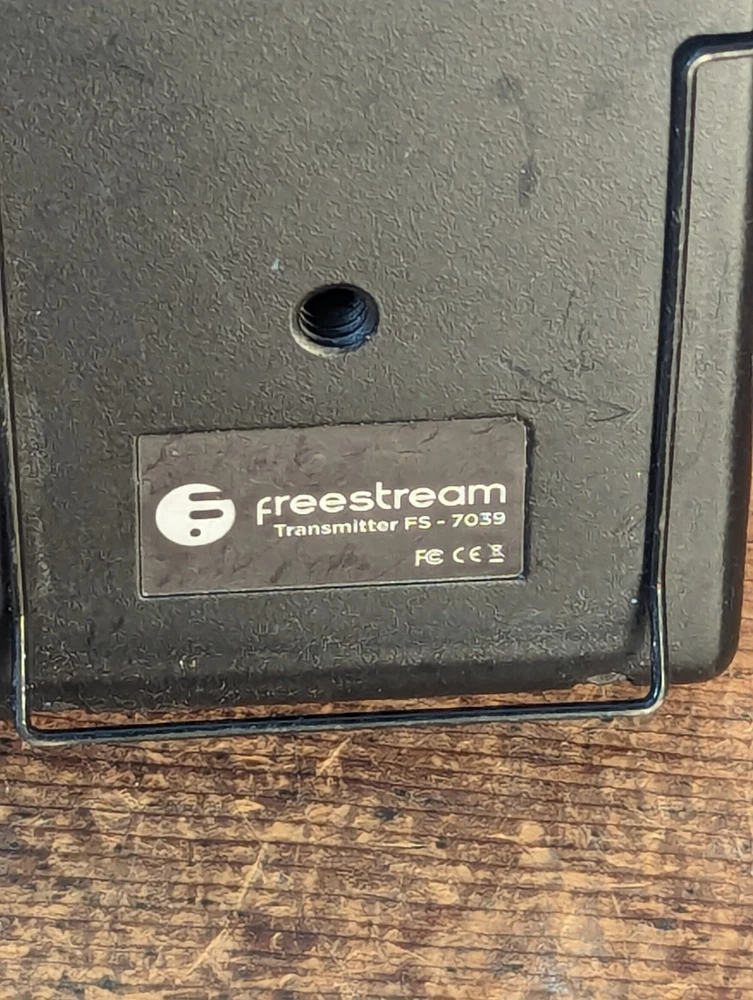 freestream
Transmitter FS - 7039
FC CE